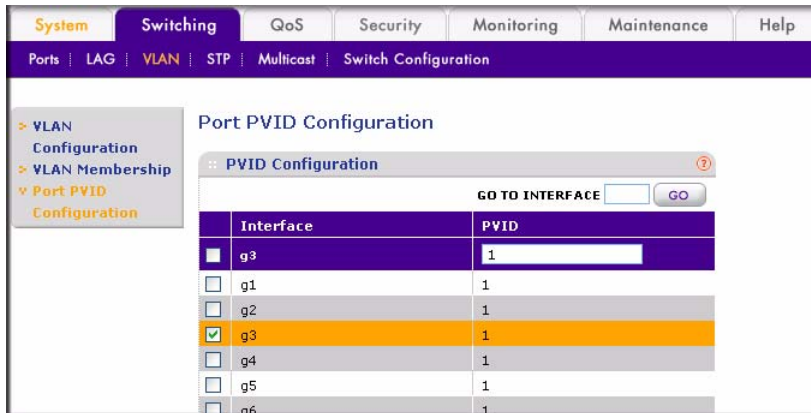 System Switching QoS Security Monitoring Maintenance Help
Ports LAG VLAN STP Multicast Switch Configuration
VLAN Configuration
VLAN Membership
Port PVID Configuration
Port PVID Configuration
PVID Configuration
GO TO INTERFACE GO
Interface PVID
g3 1
g1 1
g2 1
g3 1
g4 1
g5 1
g6 1